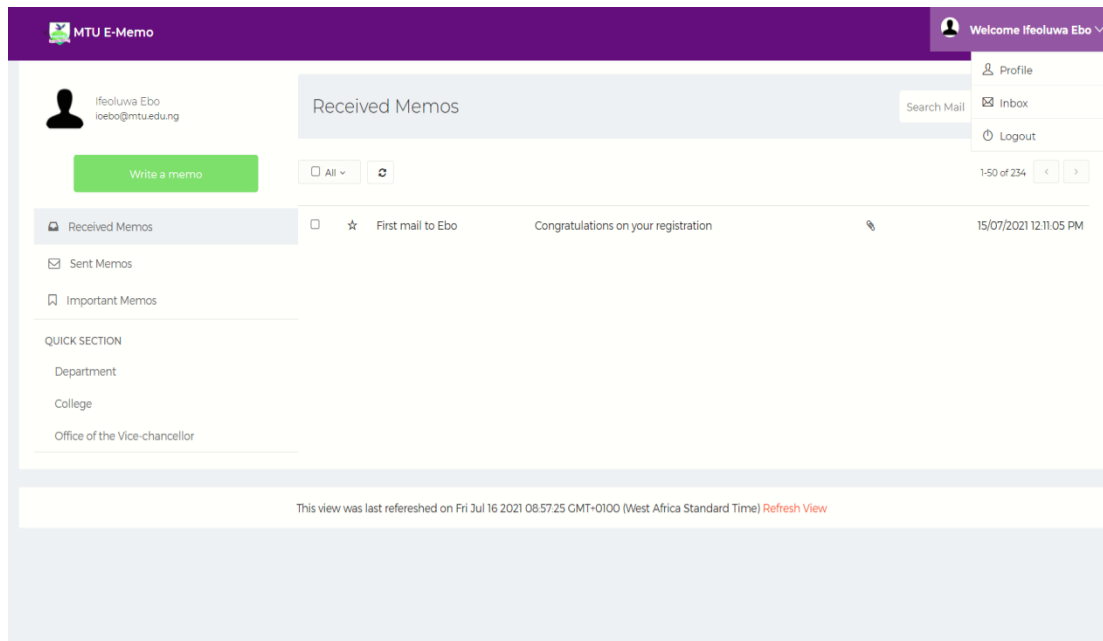 MTU E-Memo
Welcome Ifeoluwa Ebo
Profile
Inbox
Logout
Ifeoluwa Ebo
ioebo@mtu.edu.ng
Write a memo
Received Memos
Sent Memos
Important Memos
QUICK SECTION
Department
College
Office of the Vice-chancellor
Received Memos
Search Mail
All
1-50 of 234
First mail to Ebo Congratulations on your registration 15/07/2021 12:11:05 PM
This view was last refereshed on Fri Jul 16 2021 08:57:25 GMT+0100 (West Africa Standard Time) Refresh View